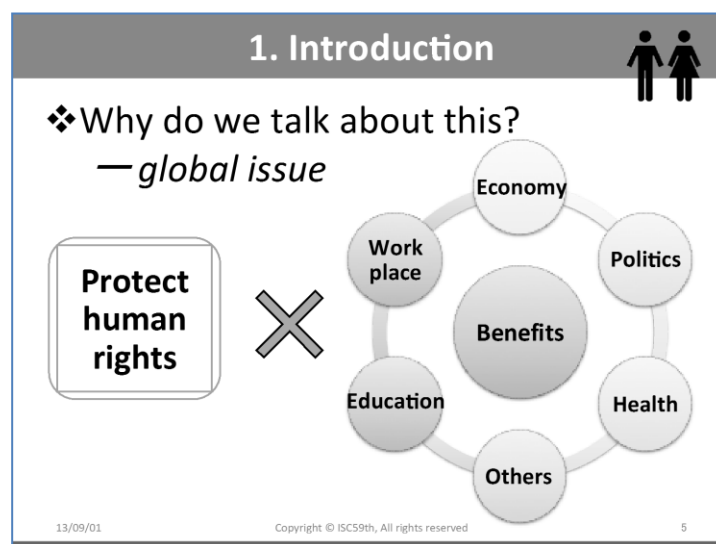 1. Introduction
❖Why do we talk about this?
—global issue
Protect
human
rights
Economy
Work
place
Politics
Benefits
Education
Health
Others
13/09/01
Copyright © ISC59th, All rights reserved
5